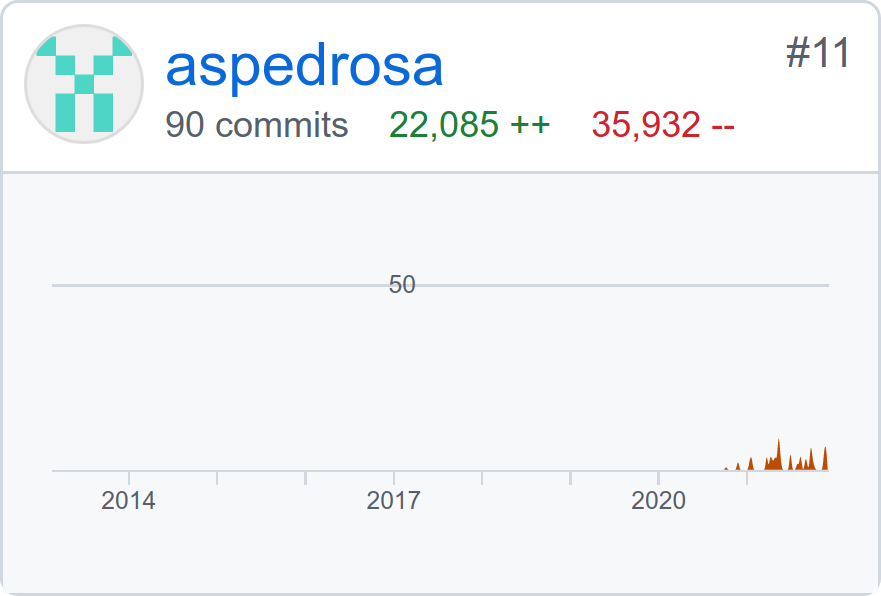 aspedrosa
#11
90 commits 22,085 ++ 35,932 --
50
2014 2017 2020